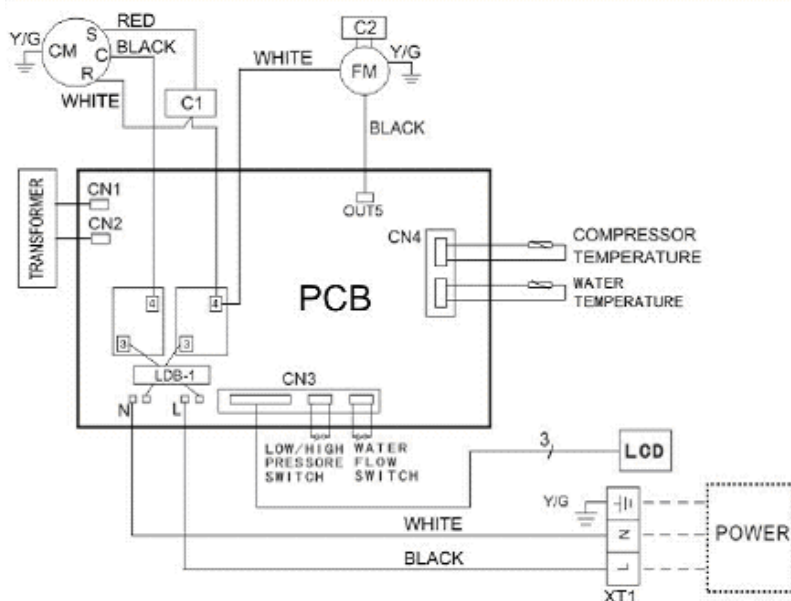 RED
S
Y/G
CM
C
BLACK
R
WHITE
C1
C2
WHITE
Y/G
FM
BLACK
TRANSFORMER
CN1
CN2
OUT5
CN4
COMPRESSOR
TEMPERATURE
WATER
TEMPERATURE
4
4
PCB
3
3
LDB-1
N
L
CN3
LOW/HIGH
PRESSORE
SWITCH
WATER
FLOW
SWITCH
3
LCD
Y/G
WHITE
N
BLACK
L
XT1
POWER